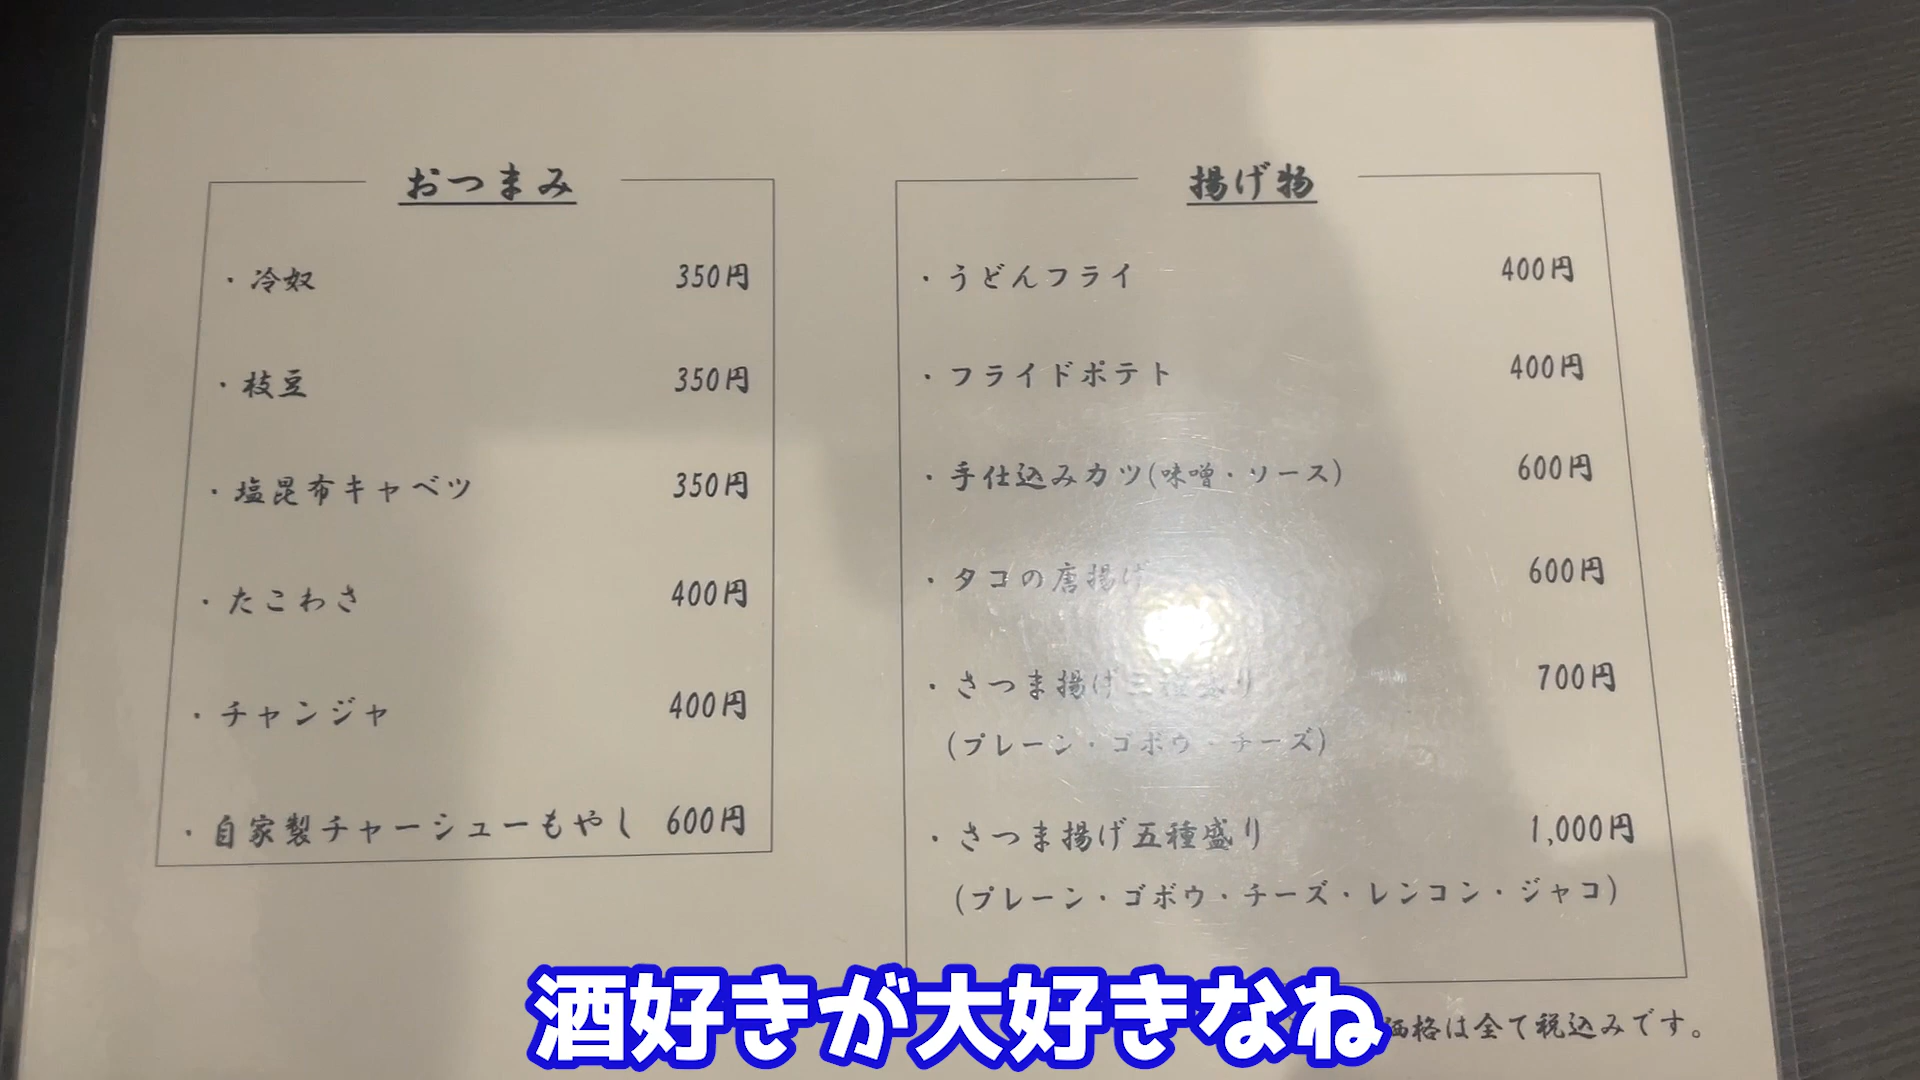 おつまみ
・冷奴 350円
・枝豆 350円
・塩昆布キャベツ 350円
・たこわさ 400円
・チャンジャ 400円
・自家製チャーシューもやし 600円
揚げ物
・うどんフライ 400円
・フライドポテト 400円
・手仕込みカツ(味噌・ソース) 600円
・タコの唐揚げ 600円
・さつま揚げ三種盛り 700円
(プレーン・ゴボウ・チーズ)
・さつま揚げ五種盛り 1,000円
(プレーン・ゴボウ・チーズ・レンコン・ジャコ)
価格は全て税込みです。
酒好きが大好きなね